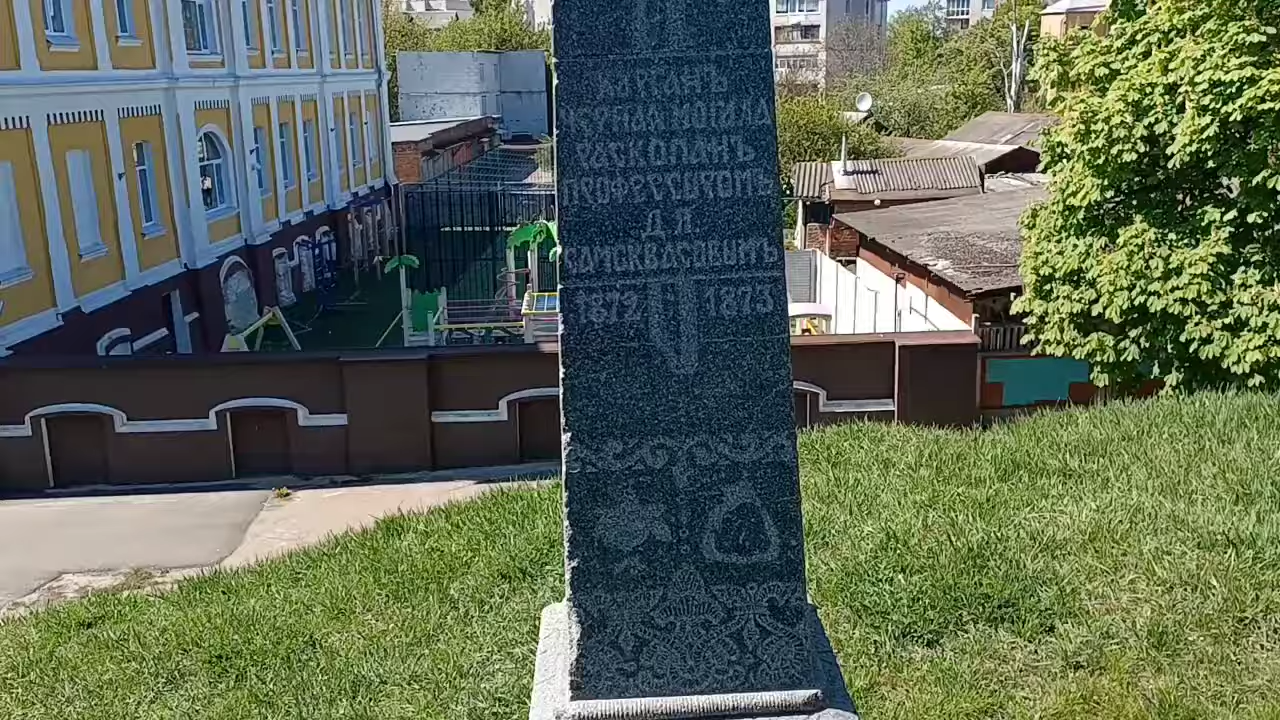 КУРГАНЪ
ЧЕРНАЯ МОГИЛА
РАСКОПАНЪ
ПРОФЕССОРОМЪ
Д. Я.
САМОКВАСОВЫМЪ
1872 1873